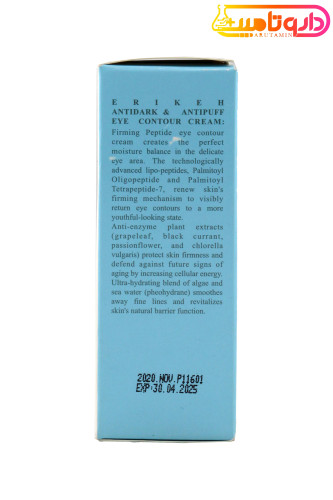 داروتامین
DARUTAMIN
ERIKEH
ANTIDARK & ANTIPUFF
EYE CONTOUR CREAM:
Firming Peptide eye contour
cream creates the perfect
moisture balance in the delicate
eye area. The technologically
advanced lipo-peptides, Palmitoyl
Oligopeptide and Palmitoyl
Tetrapeptide-7, renew skin's
firming mechanism to visibly
return eye contours to a more
youthful-looking state.
Anti-enzyme plant extracts
(grapeleaf, black currant,
passionflower, and chlorella
vulgaris) protect skin firmness and
defend against future signs of
aging by increasing cellular energy.
Ultra-hydrating blend of algae and
sea water (pheohydrane) smoothes
away fine lines and revitalizes
skin's natural barrier function.
2020.NOV.P11601
EXP:30.04.2025